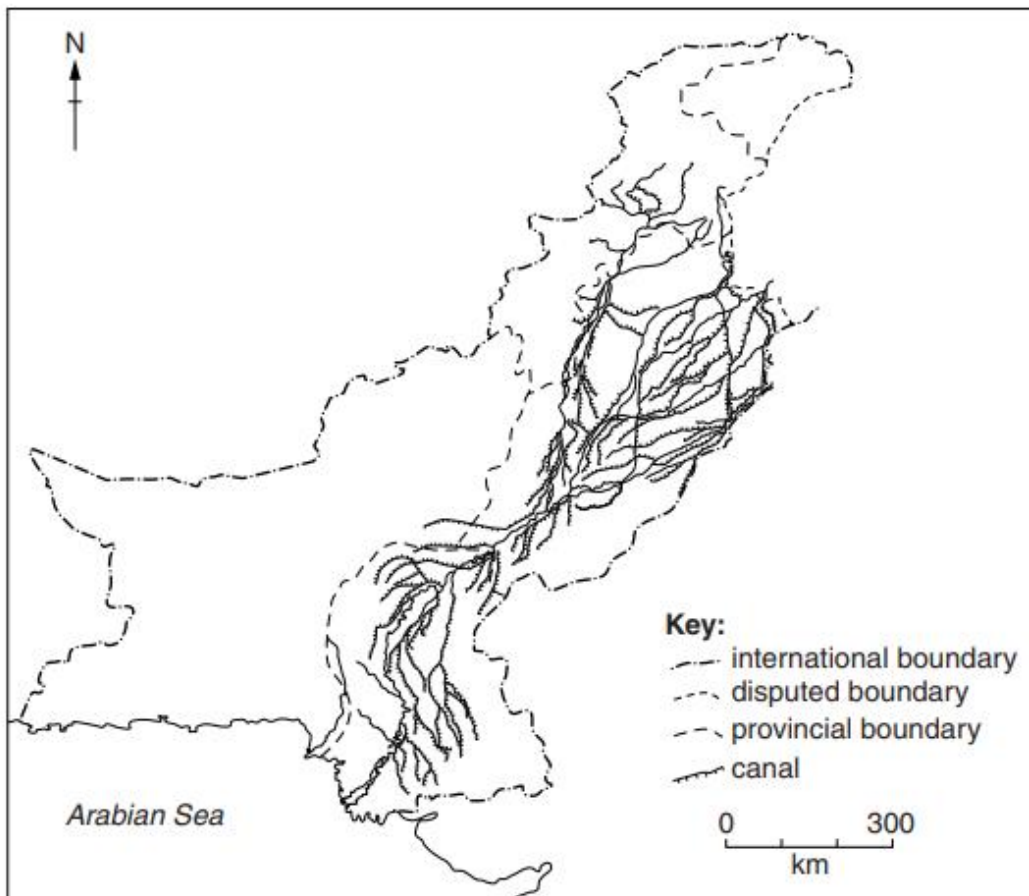 N
Key:
international boundary
disputed boundary
provincial boundary
canal
Arabian Sea
0 300
km